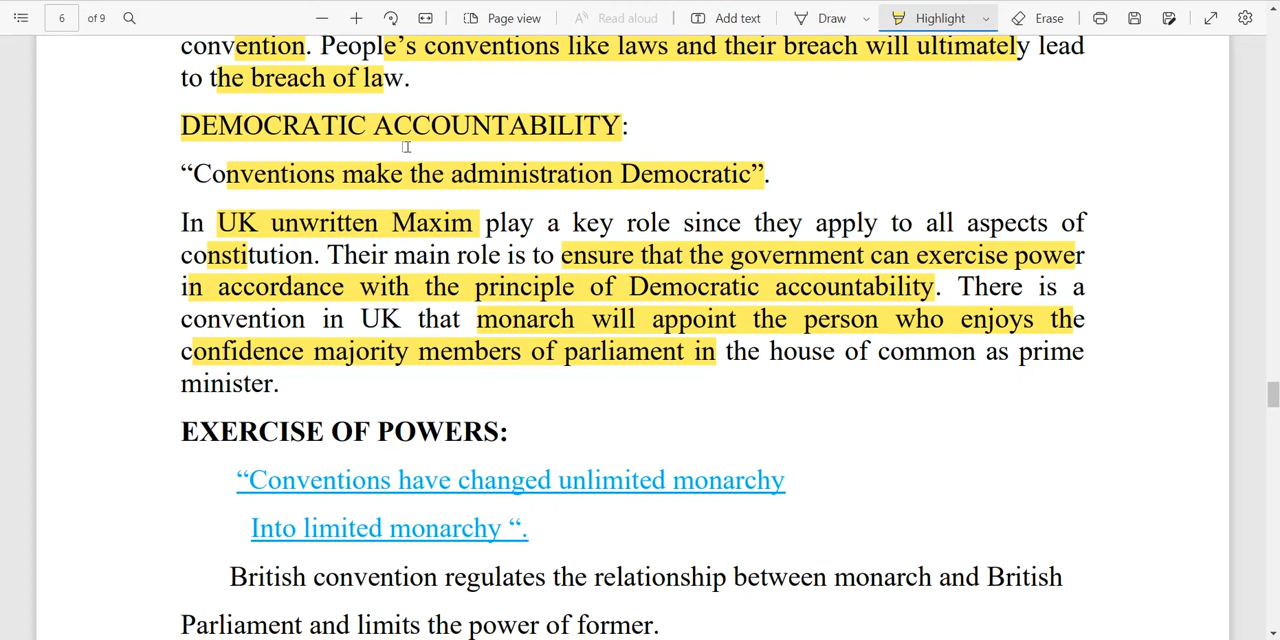 6 of 9 Page view Read aloud Add text Draw Highlight Erase
convention. People’s conventions like laws and their breach will ultimately lead
to the breach of law.
DEMOCRATIC ACCOUNTABILITY:
“Conventions make the administration Democratic”.
In UK unwritten Maxim play a key role since they apply to all aspects of
constitution. Their main role is to ensure that the government can exercise power
in accordance with the principle of Democratic accountability. There is a
convention in UK that monarch will appoint the person who enjoys the
confidence majority members of parliament in the house of common as prime
minister.
EXERCISE OF POWERS:
“Conventions have changed unlimited monarchy
Into limited monarchy “.
British convention regulates the relationship between monarch and British
Parliament and limits the power of former.